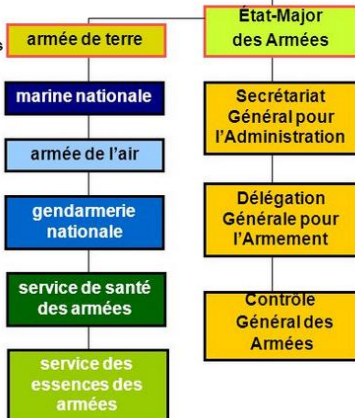 s
armée de terre
marine nationale
armée de l'air
gendarmerie
nationale
service de santé
des armées
service des
essences des
armées
État-Major
des Armées
Secrétariat
Général pour
l'Administration
Délégation
Générale pour
l'Armement
Contrôle
Général des
Armées